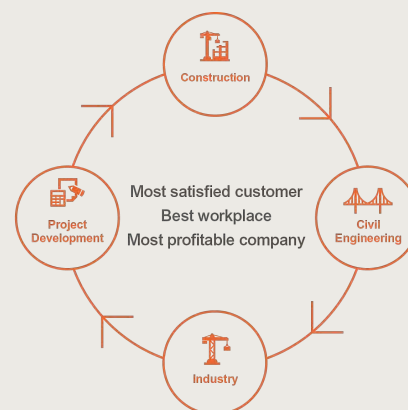 Construction
Most satisfied customer
Best workplace
Most profitable company
Project
Development
Civil
Engineering
Industry